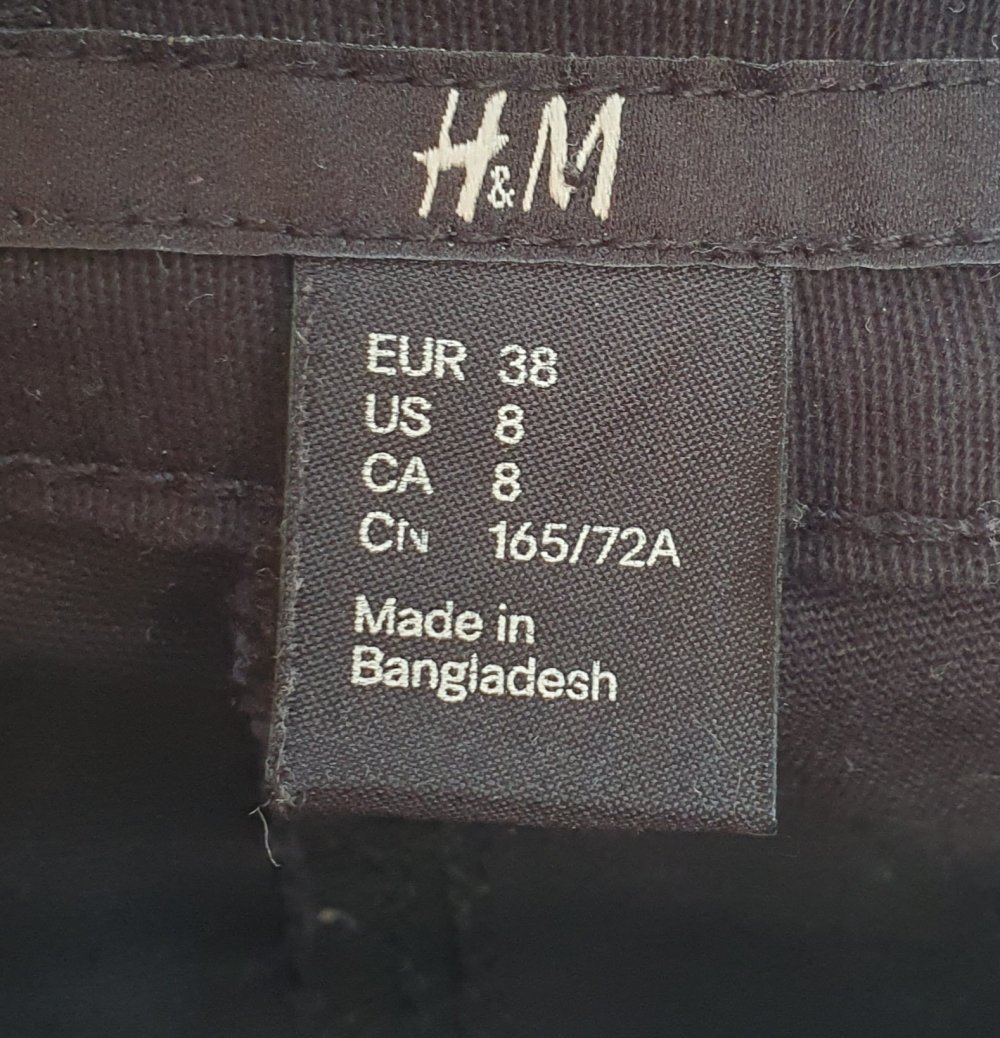 H&M
EUR 38
US 8
CA 8
CN 165/72A
Made in
Bangladesh